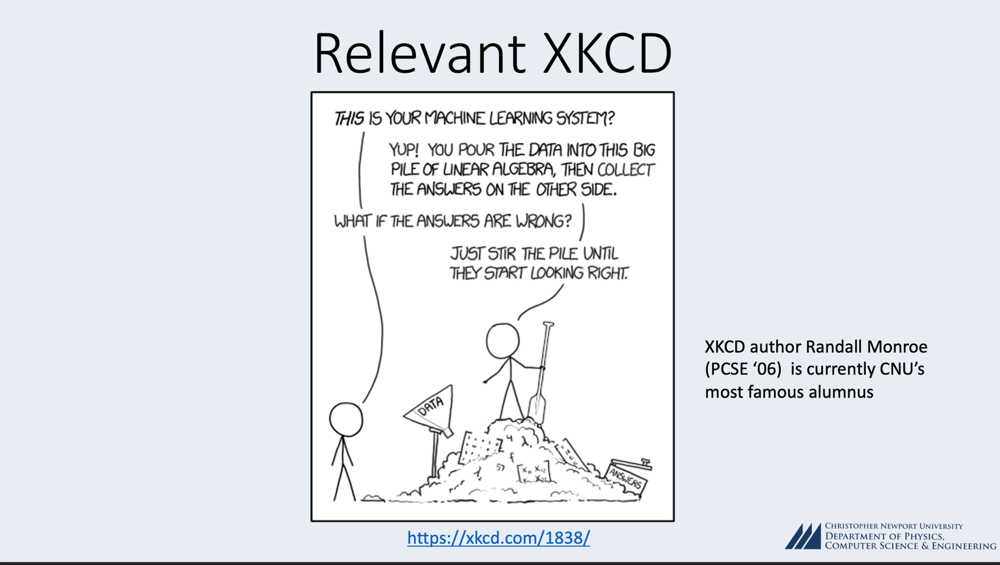 Relevant XKCD
THIS IS YOUR MACHINE LEARNING SYSTEM?
YUP! YOU POUR THE DATA INTO THIS BIG
PILE OF LINEAR ALGEBRA, THEN COLLECT
THE ANSWERS ON THE OTHER SIDE.
WHAT IF THE ANSWERS ARE WRONG?
JUST STIR THE PILE UNTIL
THEY START LOOKING RIGHT.
DATA
ANSWERS
XKCD author Randall Monroe
(PCSE ‘06)  is currently CNU’s
most famous alumnus
https://xkcd.com/1838/
CHRISTOPHER NEWPORT UNIVERSITY
DEPARTMENT OF PHYSICS,
COMPUTER SCIENCE & ENGINEERING